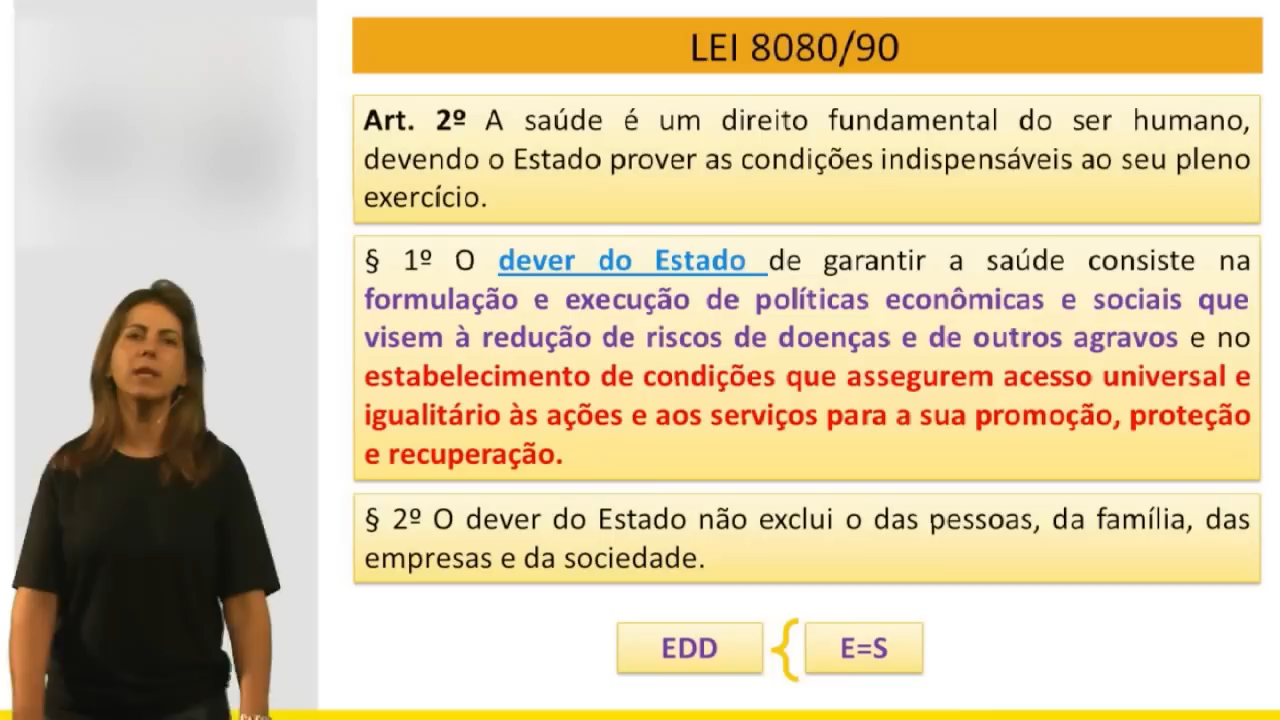 LEI 8080/90
Art. 2º A saúde é um direito fundamental do ser humano,
devendo o Estado prover as condições indispensáveis ao seu pleno
exercício.
§ 1º O dever do Estado de garantir a saúde consiste na
formulação e execução de políticas econômicas e sociais que
visem à redução de riscos de doenças e de outros agravos e no
estabelecimento de condições que assegurem acesso universal e
igualitário às ações e aos serviços para a sua promoção, proteção
e recuperação.
§ 2º O dever do Estado não exclui o das pessoas, da família, das
empresas e da sociedade.
EDD { E=S